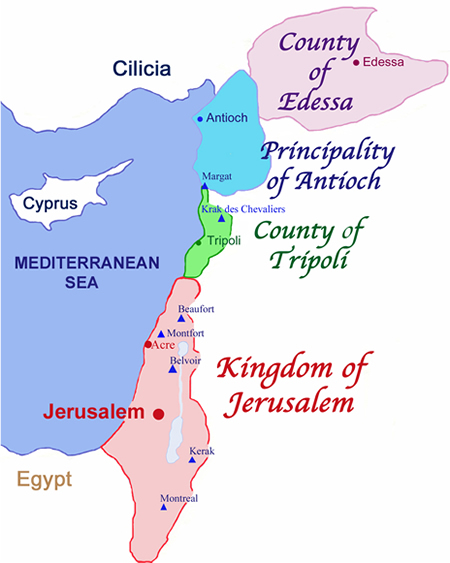 County
of
Edessa
Edessa
Cilicia
Antioch
Principality
of Antioch
Margat
Cyprus
Krak des Chevaliers
County of
Tripoli
Tripoli
MEDITERRANEAN
SEA
Beaufort
Montfort
Acre
Belvoir
Kingdom of
Jerusalem
Jerusalem
Kerak
Egypt
Montreal